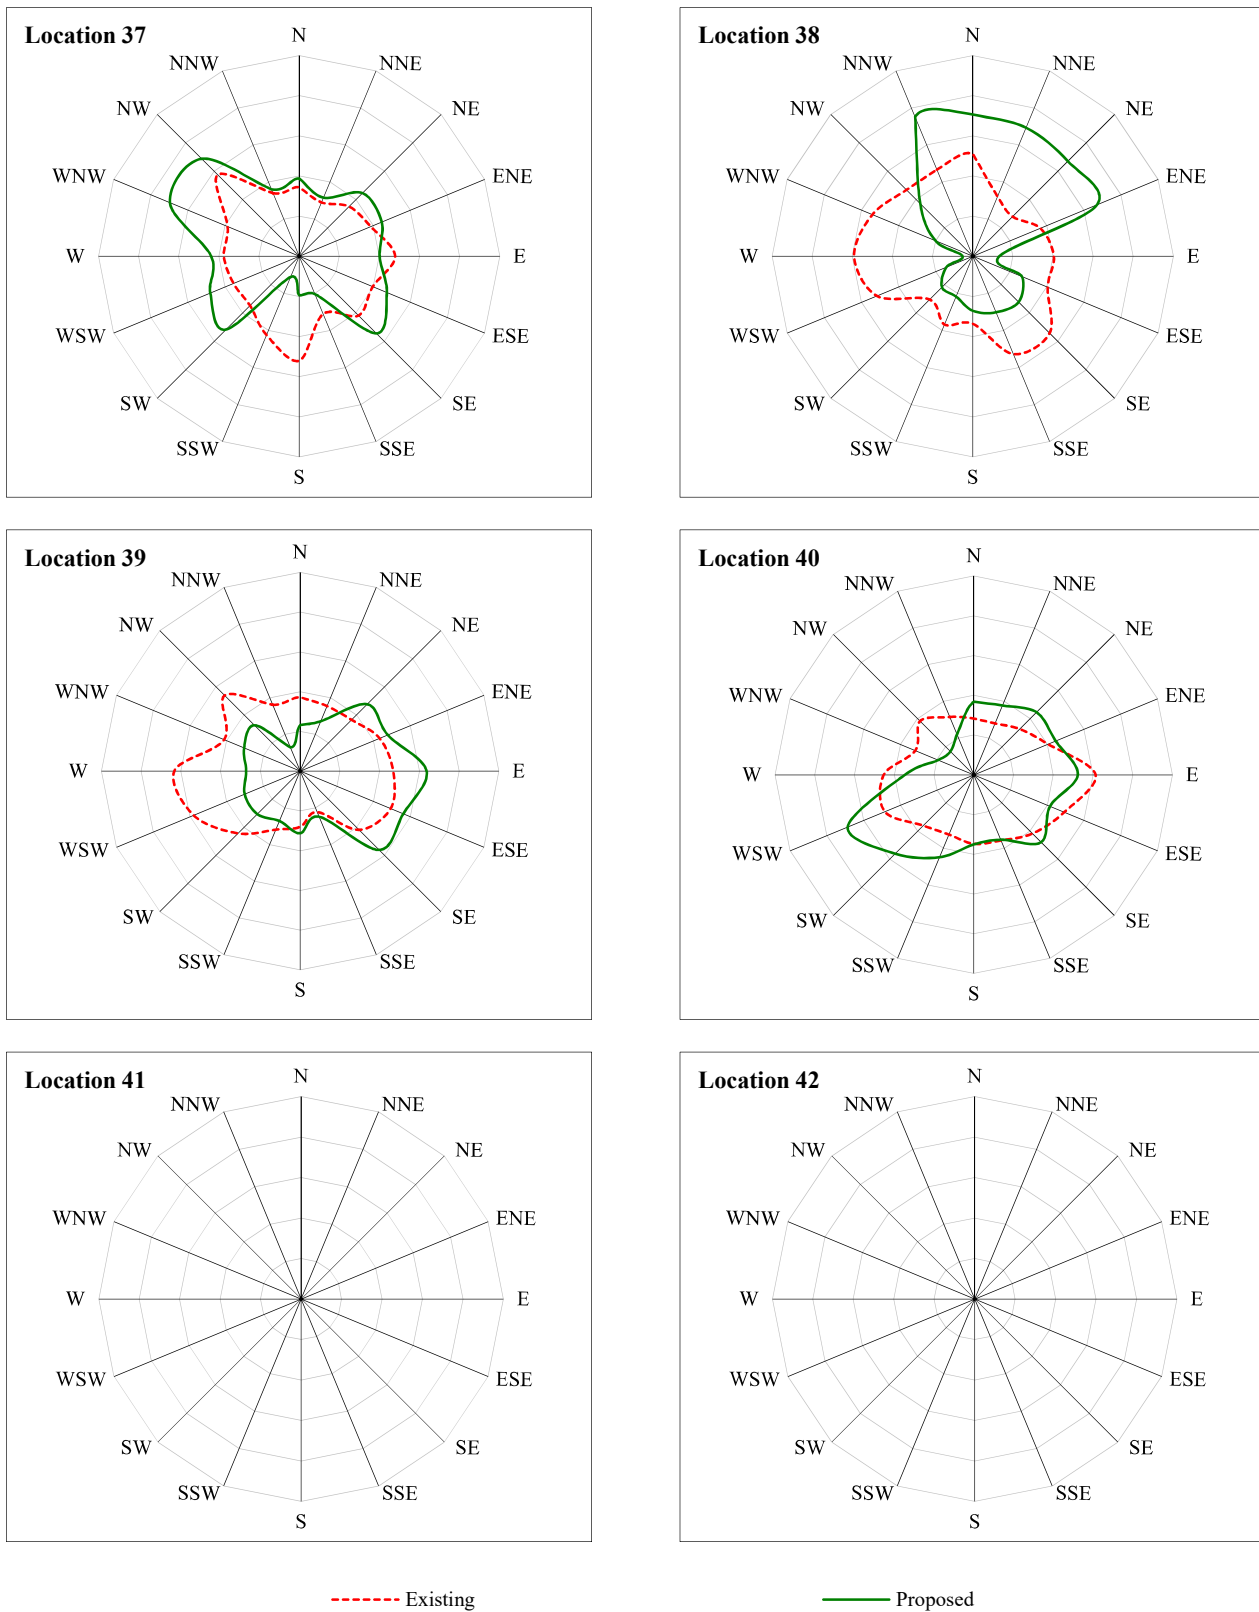 Location 37
N
NNW
NNE
NW
NE
WNW
ENE
W
E
WSW
ESE
SW
SE
SSW
SSE
S
Location 38
N
NNW
NNE
NW
NE
WNW
ENE
W
E
WSW
ESE
SW
SE
SSW
SSE
S
Location 39
N
NNW
NNE
NW
NE
WNW
ENE
W
E
WSW
ESE
SW
SE
SSW
SSE
S
Location 40
N
NNW
NNE
NW
NE
WNW
ENE
W
E
WSW
ESE
SW
SE
SSW
SSE
S
Location 41
N
NNW
NNE
NW
NE
WNW
ENE
W
E
WSW
ESE
SW
SE
SSW
SSE
S
Location 42
N
NNW
NNE
NW
NE
WNW
ENE
W
E
WSW
ESE
SW
SE
SSW
SSE
S
Existing
Proposed